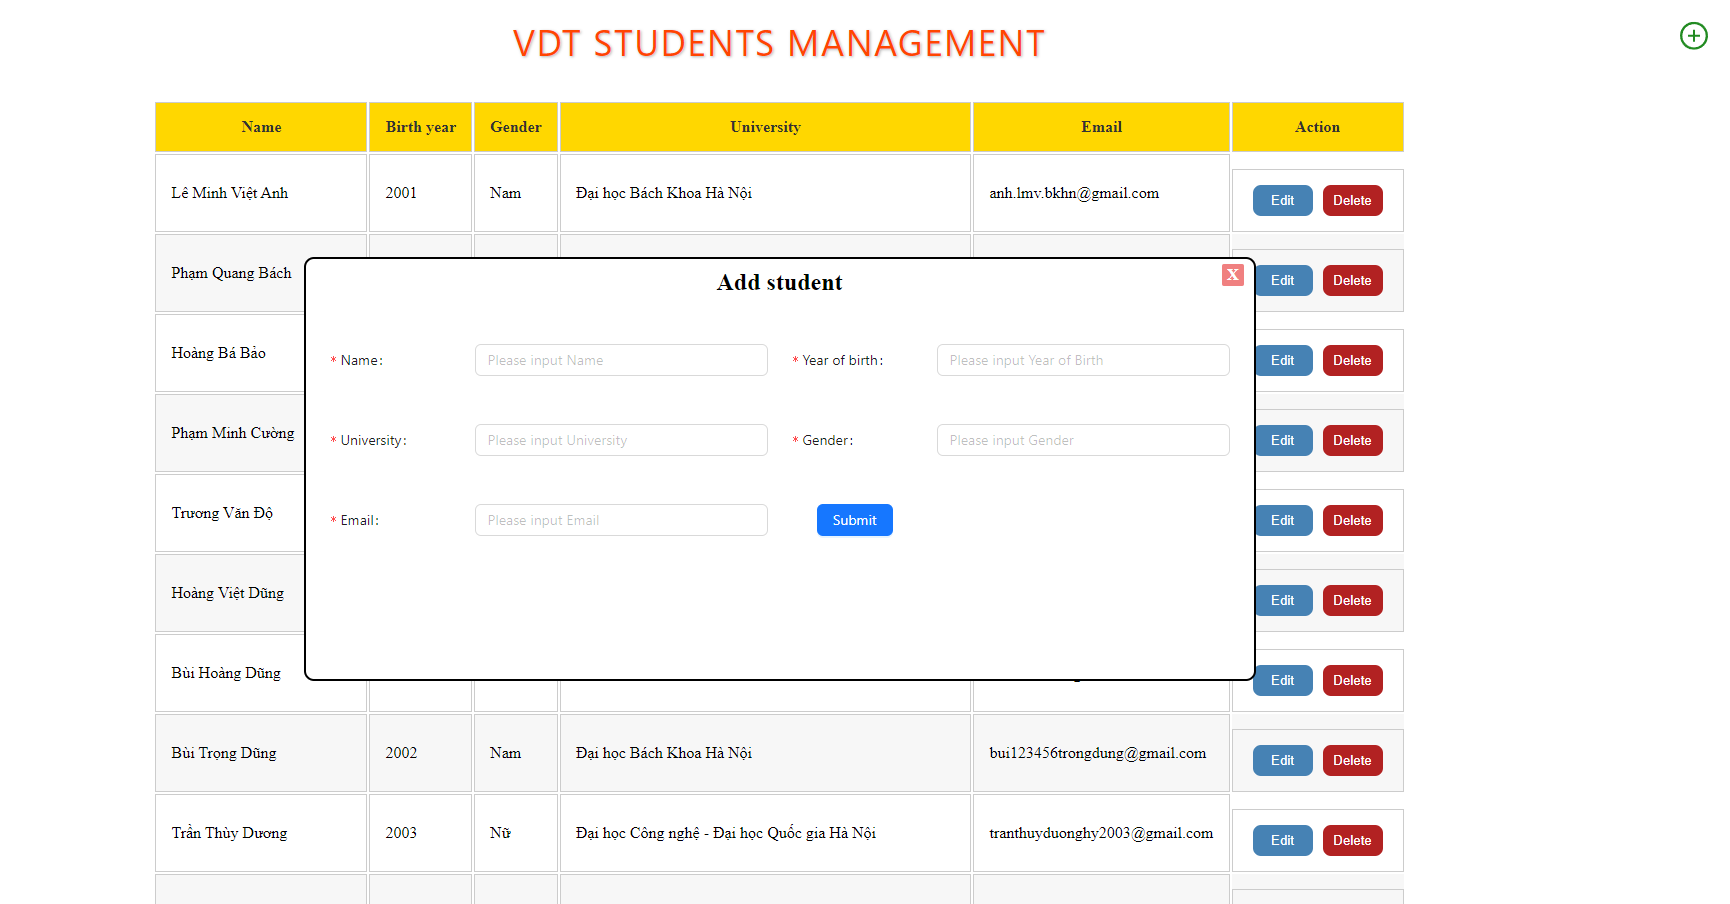 VDT STUDENTS MANAGEMENT
Name Birth year Gender University Email Action
Lê Minh Việt Anh 2001 Nam Đại học Bách Khoa Hà Nội anh.lmv.bkhn@gmail.com Edit Delete
Phạm Quang Bách Edit Delete
Add student X
Hoàng Bá Bảo Edit Delete
* Name: Please input Name * Year of birth: Please input Year of Birth
Phạm Minh Cường Edit Delete
* University: Please input University * Gender: Please input Gender
Trương Văn Độ Edit Delete
* Email: Please input Email Submit
Hoàng Việt Dũng Edit Delete
Bùi Hoàng Dũng Edit Delete
Bùi Trọng Dũng 2002 Nam Đại học Bách Khoa Hà Nội bui123456trongdung@gmail.com Edit Delete
Trần Thùy Dương 2003 Nữ Đại học Công nghệ - Đại học Quốc gia Hà Nội tranthuyduonghy2003@gmail.com Edit Delete